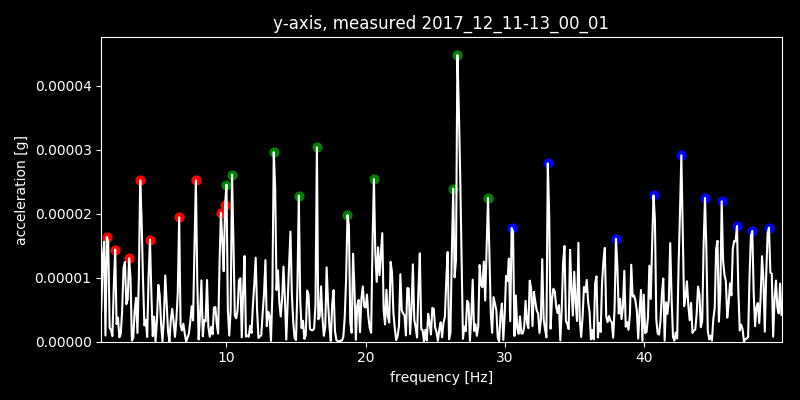 y-axis, measured 2017_12_11-13_00_01
acceleration [g]
0.00004
0.00003
0.00002
0.00001
0.00000
10 20 30 40
frequency [Hz]